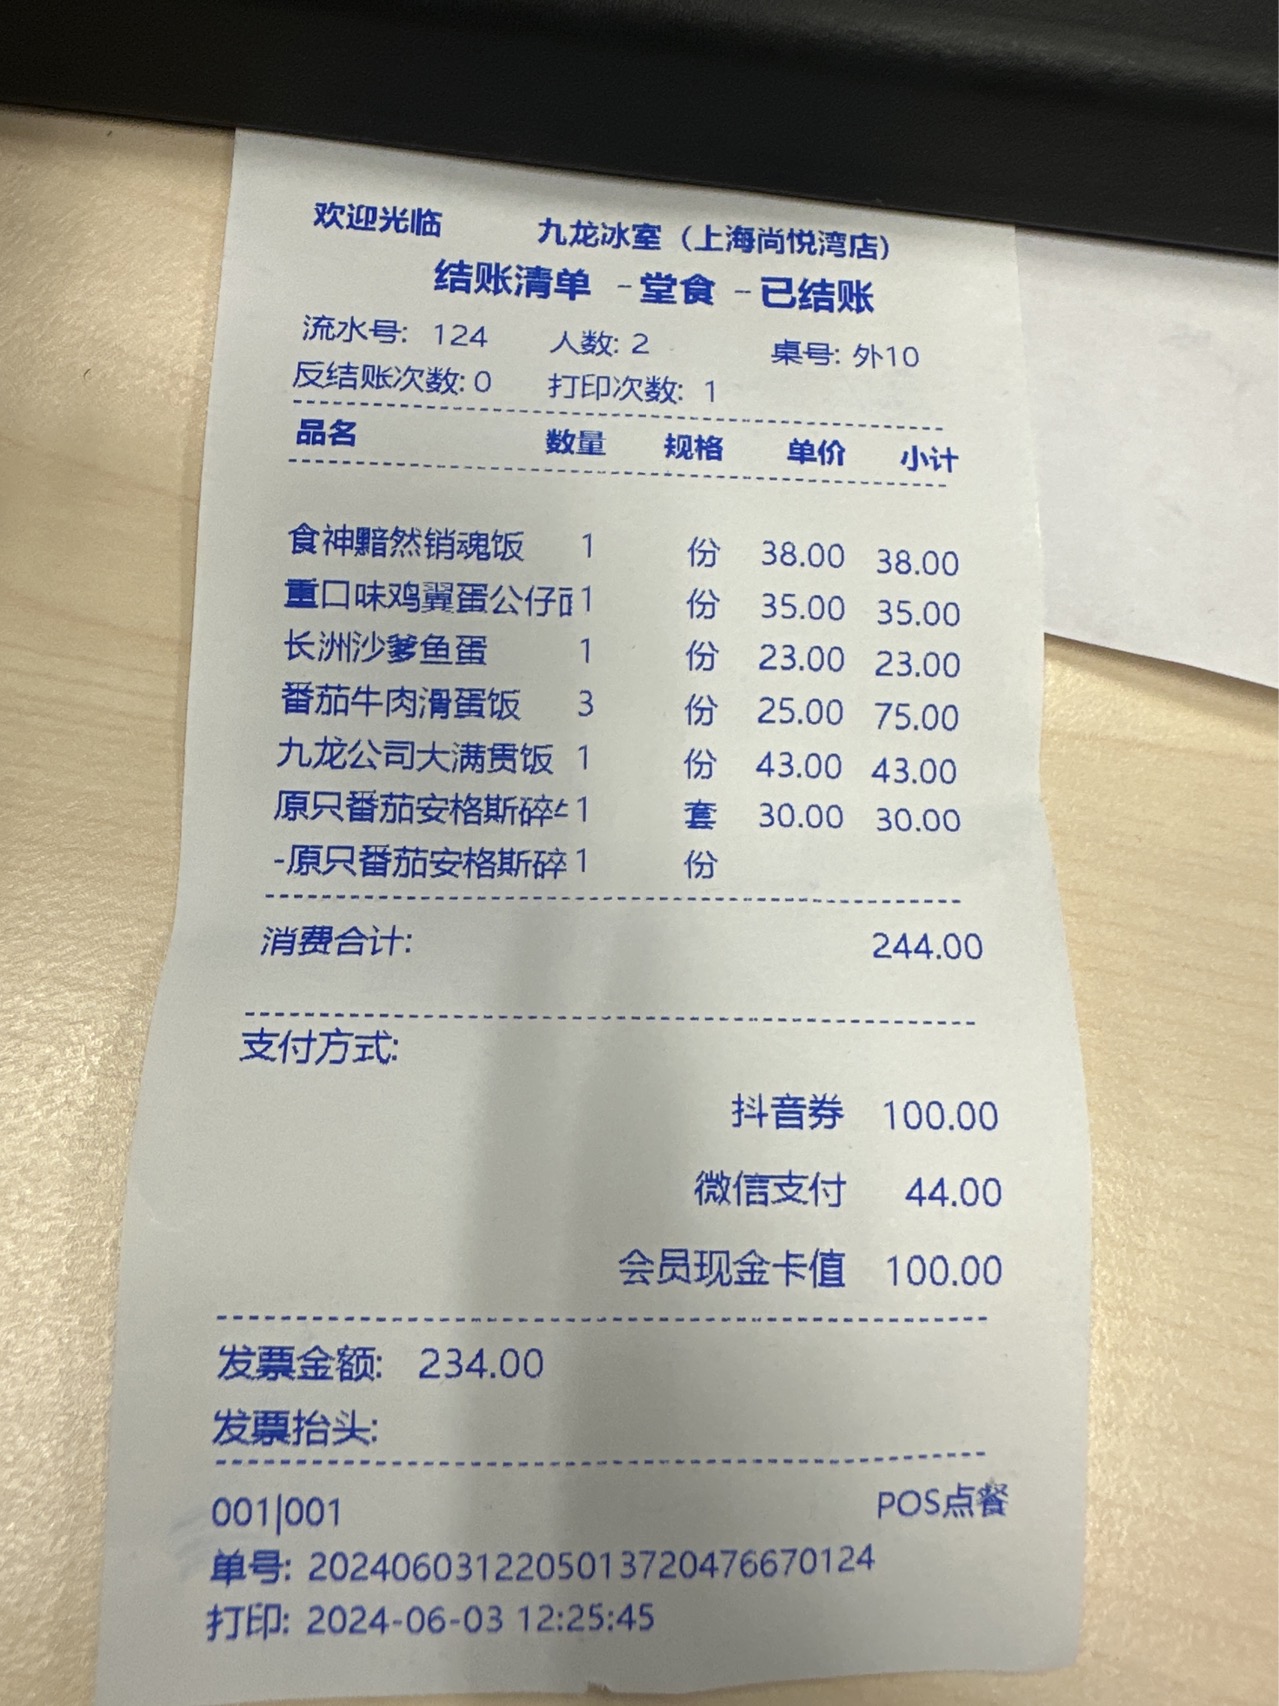 欢迎光临 九龙冰室（上海尚悦湾店）
结账清单 -堂食 -已结账
流水号: 124 人数: 2 桌号: 外10
反结账次数: 0 打印次数: 1
品名 数量 规格 单价 小计
食神黯然销魂饭 1 份 38.00 38.00
重口味鸡翼蛋公仔 1 份 35.00 35.00
长洲沙爹鱼蛋 1 份 23.00 23.00
番茄牛肉滑蛋饭 3 份 25.00 75.00
九龙公司大满贯饭 1 份 43.00 43.00
原只番茄安格斯碎 1 套 30.00 30.00
-原只番茄安格斯碎 1 份
消费合计: 244.00
支付方式:
抖音券 100.00
微信支付 44.00
会员现金卡值 100.00
发票金额: 234.00
发票抬头:
001|001 POS点餐
单号: 2024060312205013720476670124
打印: 2024-06-03 12:25:45